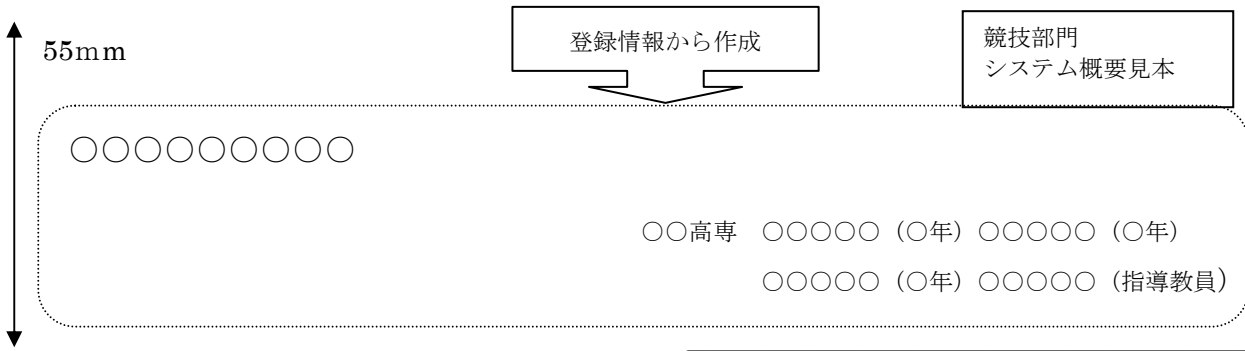 55mm
登録情報から作成
競技部門
システム概要見本
○○○○○○○○○
○○高専 ○○○○○（○年）○○○○○（○年）
○○○○○（○年）○○○○○（指導教員）